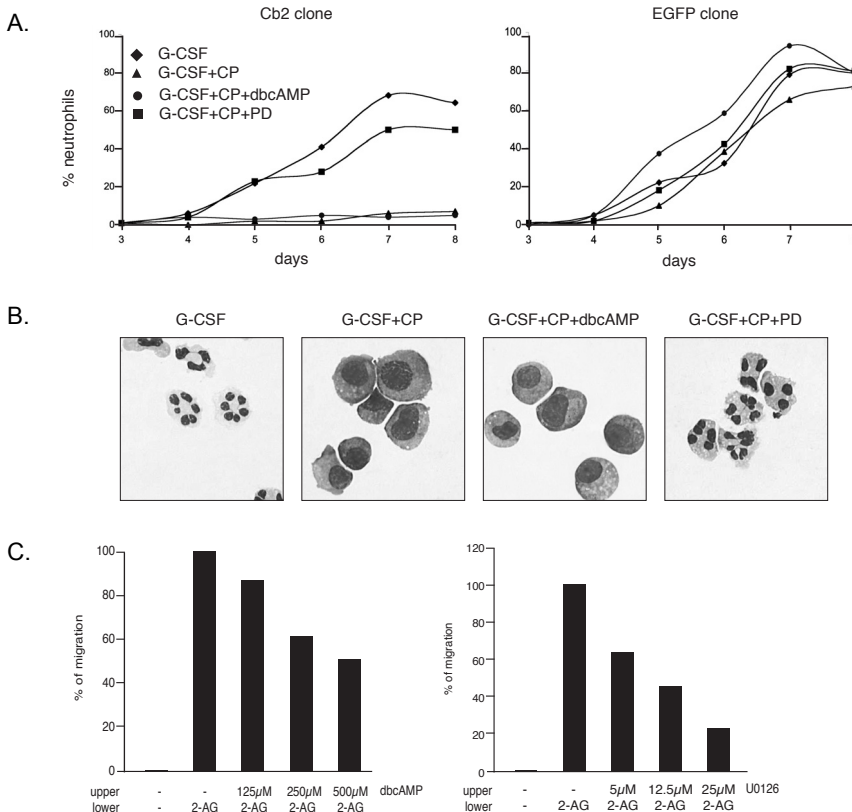 A.
Cb2 clone
EGFP clone
G-CSF
G-CSF+CP
G-CSF+CP+dbcAMP
G-CSF+CP+PD
% neutrophils
100
80
60
40
20
0
3 4 5 6 7 8
days
100
80
60
40
20
0
3 4 5 6 7
days
B.
G-CSF G-CSF+CP G-CSF+CP+dbcAMP G-CSF+CP+PD
C.
% of migration
100
80
60
40
20
0
upper - - 125µM 250µM 500µM dbcAMP
lower - 2-AG 2-AG 2-AG 2-AG
% of migration
120
100
80
60
40
20
0
upper - - 5µM 12.5µM 25µM U0126
lower - 2-AG 2-AG 2-AG 2-AG